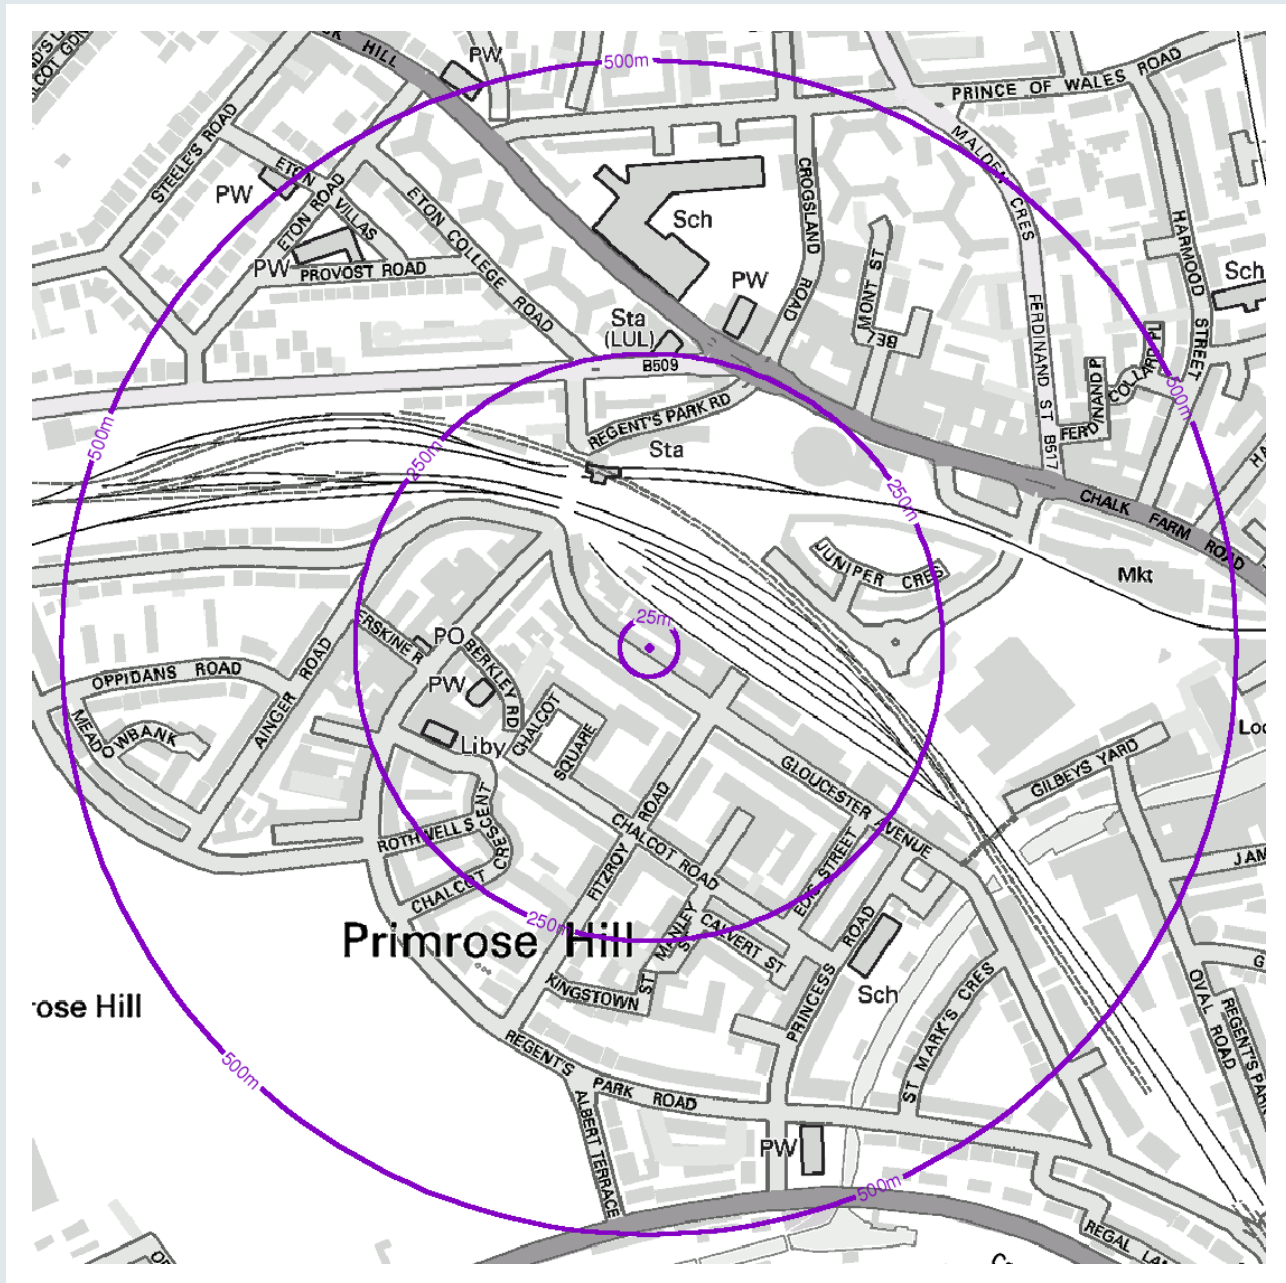 HILL
PW
500m
PRINCE OF WALES ROAD
STEELE'S ROAD
MALDEN CRES
ETON VILLAS
PW
ETON ROAD
ETON COLLEGE ROAD
CROGSLAND ROAD
Sch
HARMOOD STREET
PW
PROVOST ROAD
PW
BELMONT ST
Sch
Sta
(LUL)
B509
FERDINAND ST B517
FERDINAND P
COLLARD PL
500m
REGENT'S PARK RD
Sta
500m
250m
250m
CHALK FARM ROAD
JUNIPER CRES
Mkt
25m
ERSKINE R
PO
BERKLEY RD
PW
OPPIDANS ROAD
AINGER ROAD
MEADOWBANK
Liby
CHALCOT SQUARE
GLOUCESTER AVENUE
GILBEYS YARD
ROTHWELL S
CHALCOT CRESCENT
FITZROY ROAD
CHALCOT ROAD
EDIS STREET
JAM
250m
Primrose Hill
MANLEY ST
CALVERT ST
PRINCESS ROAD
Sch
KINGSTOWN ST
ST MARK'S CRES
OVAL ROAD
REGENT'S PARK
rose Hill
500m
REGENT'S PARK ROAD
ALBERT TERRACE
PW
500m
REGAL LA